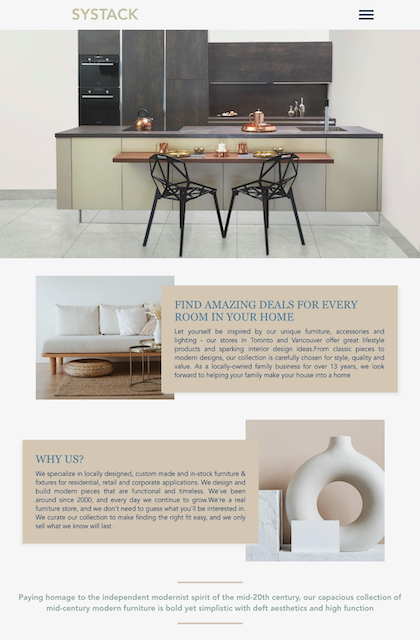 SYSTACK
FIND AMAZING DEALS FOR EVERY
ROOM IN YOUR HOME
Let yourself be inspired by our unique furniture, accessories and
lighting - our stores in Toronto and Vancouver offer great lifestyle
products and sparking interior design ideas.From classic pieces to
modern designs, our collection is carefully chosen for style, quality and
value. As a locally-owned family business for over 13 years, we look
forward to helping your family make your house into a home
WHY US?
We specialize in locally designed, custom made and in-stock furniture &
fixtures for residential, retail and corporate applications. We design and
build modern pieces that are functional and timeless. We've been
around since 2000, and every day we continue to grow.We're a real
furniture store, and we don't need to guess what you'll be interested in.
We curate our collection to make finding the right fit easy, and we only
sell what we know will last.
Paying homage to the independent modernist spirit of the mid-20th century, our capacious collection of
mid-century modern furniture is bold yet simplistic with deft aesthetics and high function